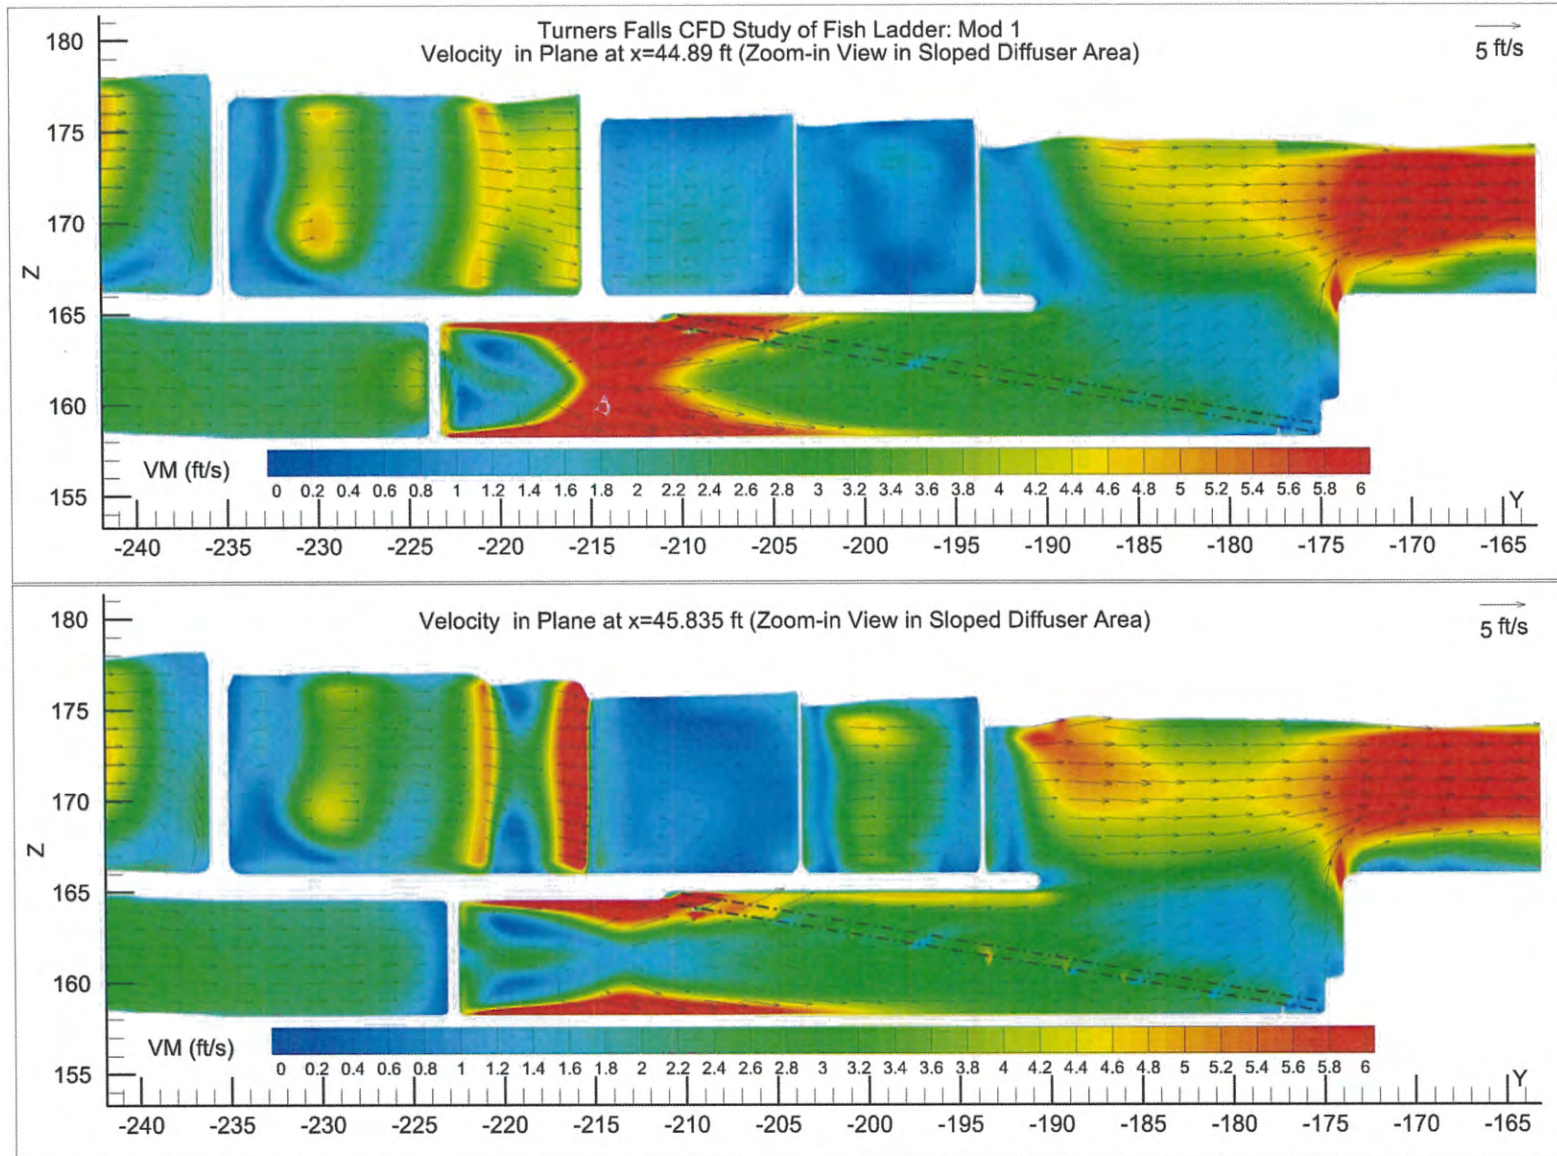 Turners Falls CFD Study of Fish Ladder: Mod 1
Velocity in Plane at x=44.89 ft (Zoom-in View in Sloped Diffuser Area)
5 ft/s
180
175
170
Z
165
160
155
VM (ft/s)
0 0.2 0.4 0.6 0.8 1 1.2 1.4 1.6 1.8 2 2.2 2.4 2.6 2.8 3 3.2 3.4 3.6 3.8 4 4.2 4.4 4.6 4.8 5 5.2 5.4 5.6 5.8 6
Y
-240 -235 -230 -225 -220 -215 -210 -205 -200 -195 -190 -185 -180 -175 -170 -165
Velocity in Plane at x=45.835 ft (Zoom-in View in Sloped Diffuser Area)
5 ft/s
180
175
170
Z
165
160
155
VM (ft/s)
0 0.2 0.4 0.6 0.8 1 1.2 1.4 1.6 1.8 2 2.2 2.4 2.6 2.8 3 3.2 3.4 3.6 3.8 4 4.2 4.4 4.6 4.8 5 5.2 5.4 5.6 5.8 6
Y
-240 -235 -230 -225 -220 -215 -210 -205 -200 -195 -190 -185 -180 -175 -170 -165